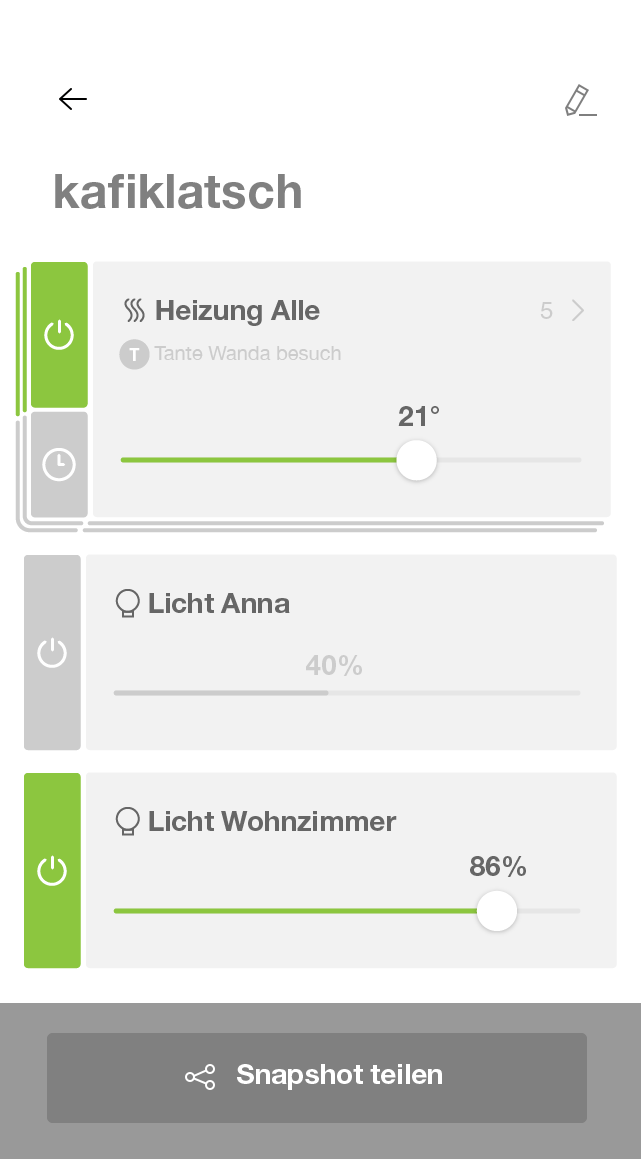 kafiklatsch
Heizung Alle
5
T Tante Wanda besuch
21°
Licht Anna
40%
Licht Wohnzimmer
86%
Snapshot teilen